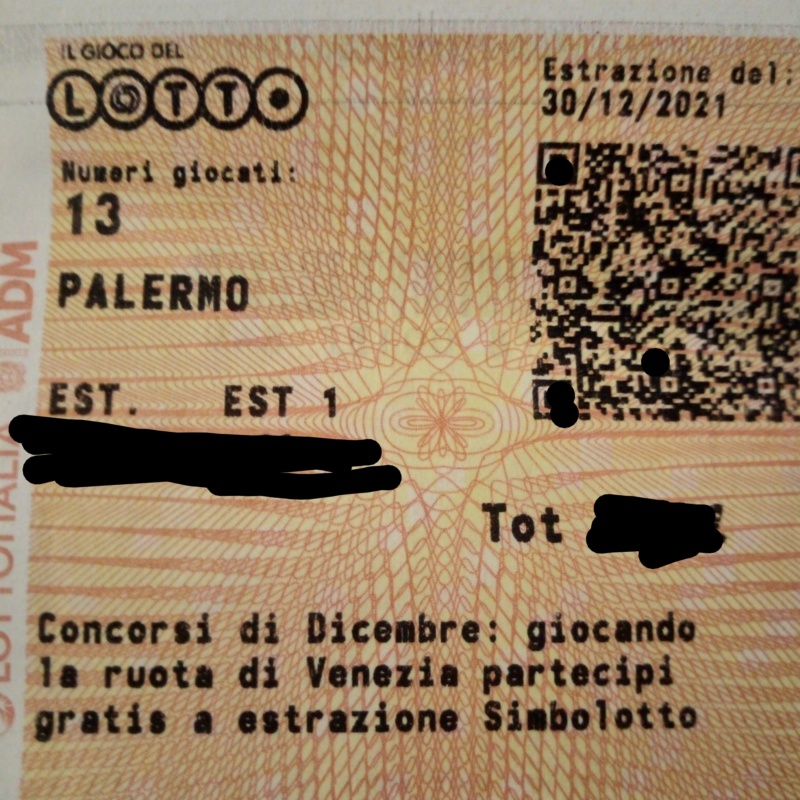 IL GIOCO DEL
LOTTO
Estrazione del:
30/12/2021
Numeri giocati:
13
PALERMO
EST. EST 1
Tot
Concorsi di Dicembre: giocando
la ruota di Venezia partecipi
gratis a estrazione Simbolotto
LOTTOITALIA
ADM